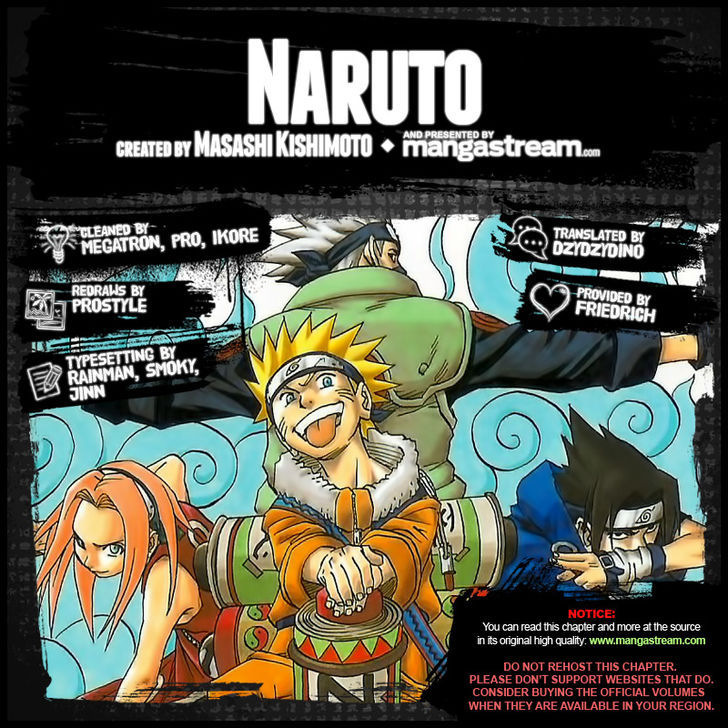 NARUTO
CREATED BY MASASHI KISHIMOTO ◆ AND PRESENTED BY mangastream.com
CLEANED BY
MEGATRON, PRO, IKORE
REDRAWS BY
PROSTYLE
TYPESETTING BY
RAINMAN, SMOKY,
JINN
TRANSLATED BY
DZYDZYDINO
PROVIDED BY
FRIEDRICH
NOTICE:
You can read this chapter and more at the source
in its original high quality: www.mangastream.com
DO NOT REHOST THIS CHAPTER.
PLEASE DON'T SUPPORT WEBSITES THAT DO.
CONSIDER BUYING THE OFFICIAL VOLUMES
WHEN THEY ARE AVAILABLE IN YOUR REGION.